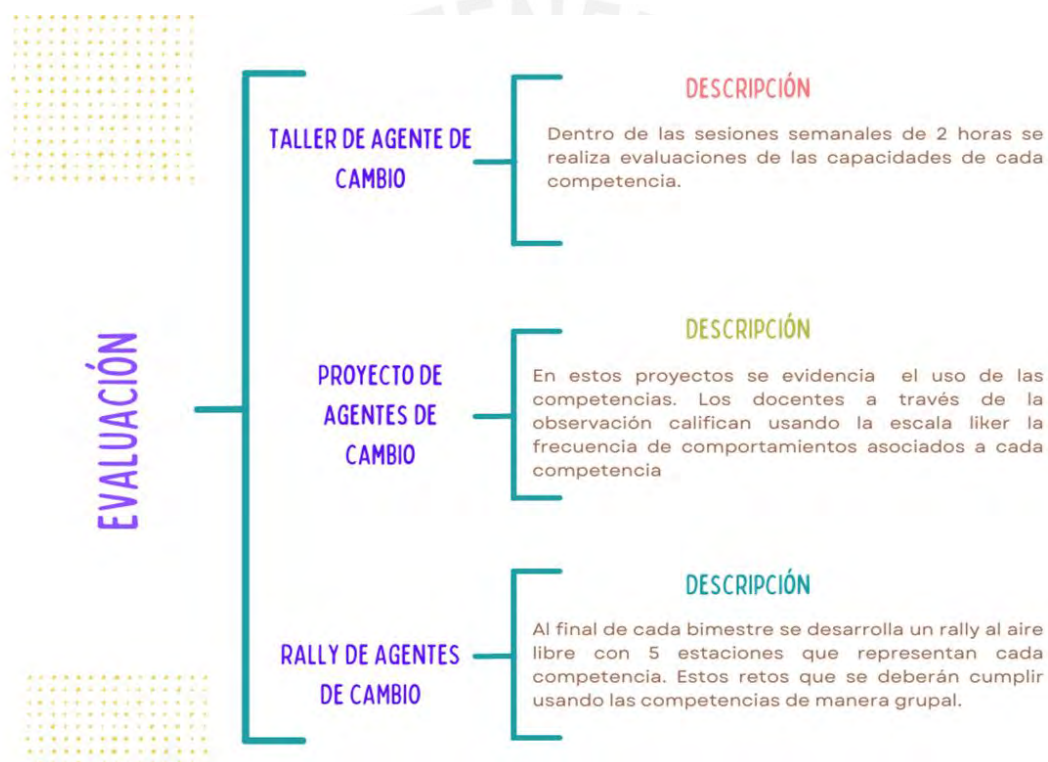 TALLER DE AGENTE DE
CAMBIO
DESCRIPCIÓN
Dentro de las sesiones semanales de 2 horas se
realiza evaluaciones de las capacidades de cada
competencia.
EVALUACIÓN
PROYECTO DE
AGENTES DE
CAMBIO
DESCRIPCIÓN
En estos proyectos se evidencia el uso de las
competencias. Los docentes a través de la
observación califican usando la escala liker la
frecuencia de comportamientos asociados a cada
competencia
RALLY DE AGENTES
DE CAMBIO
DESCRIPCIÓN
Al final de cada bimestre se desarrolla un rally al aire
libre con 5 estaciones que representan cada
competencia. Estos retos que se deberán cumplir
usando las competencias de manera grupal.